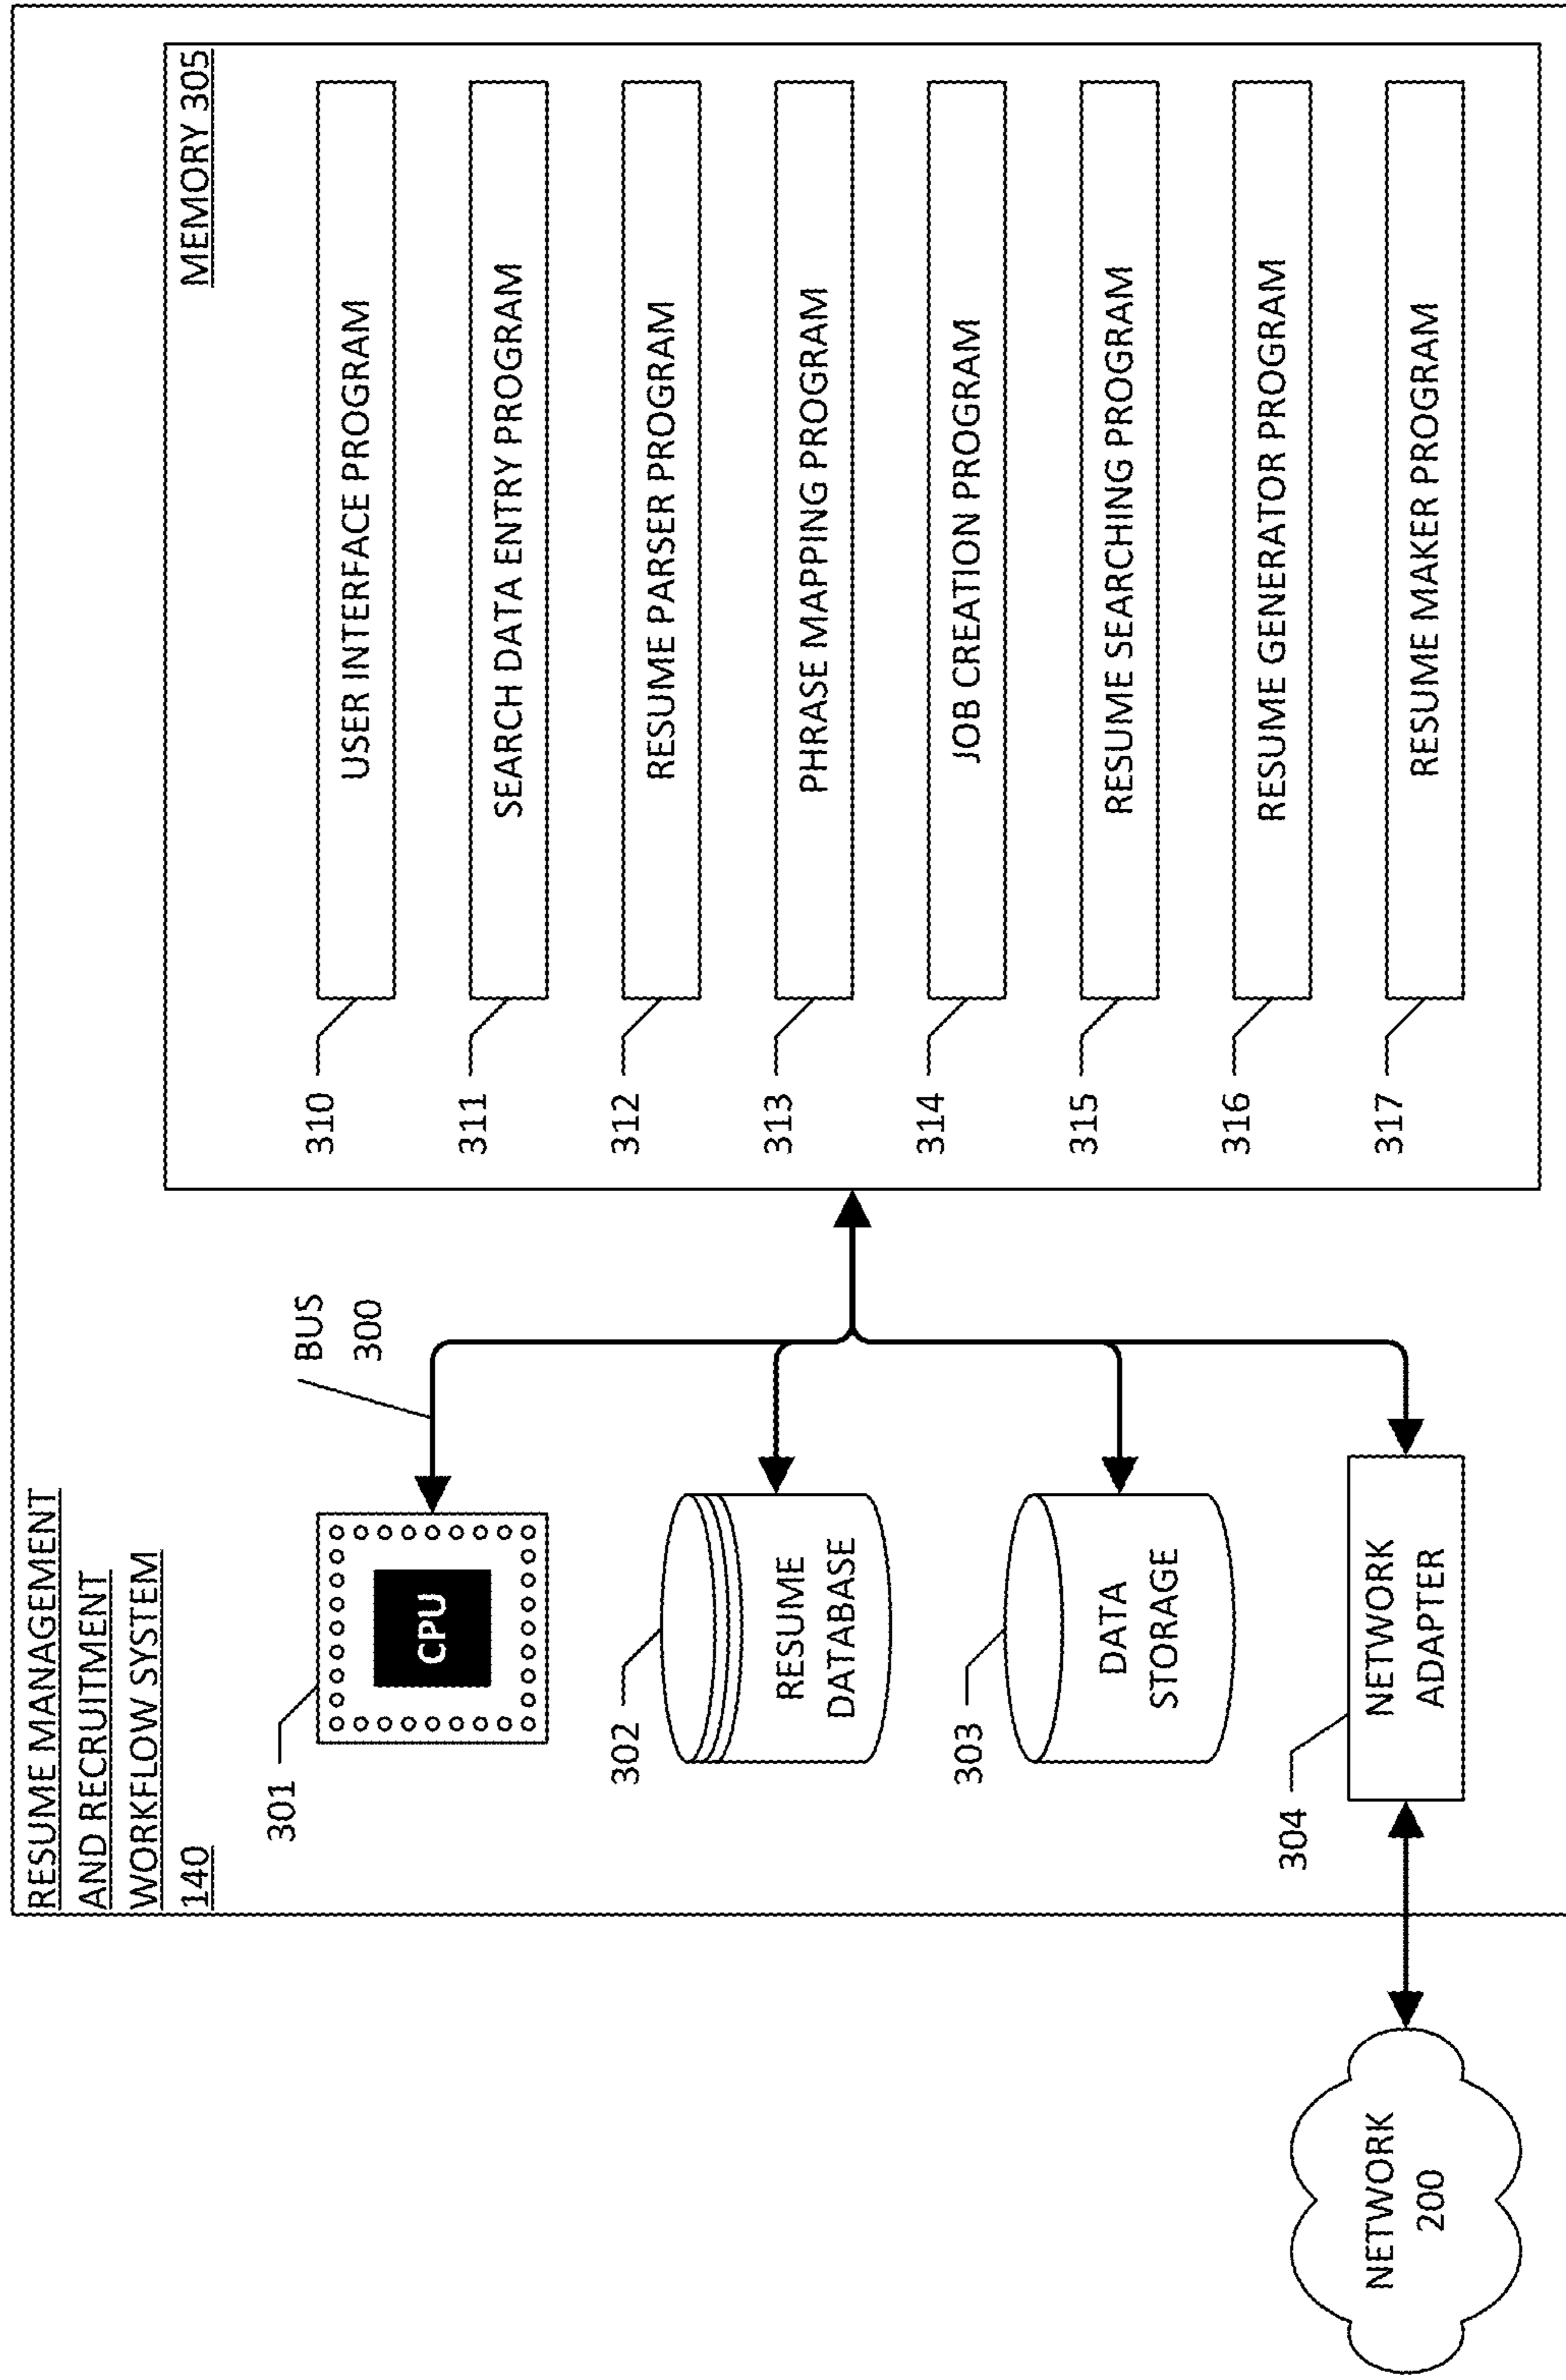 RESUME MANAGEMENT
AND RECRUITMENT
WORKFLOW SYSTEM
140
301
CPU
BUS
300
302
RESUME
DATABASE
303
DATA
STORAGE
304
NETWORK
ADAPTER
NETWORK
200
MEMORY 305
310
USER INTERFACE PROGRAM
311
SEARCH DATA ENTRY PROGRAM
312
RESUME PARSER PROGRAM
313
PHRASE MAPPING PROGRAM
314
JOB CREATION PROGRAM
315
RESUME SEARCHING PROGRAM
316
RESUME GENERATOR PROGRAM
317
RESUME MAKER PROGRAM